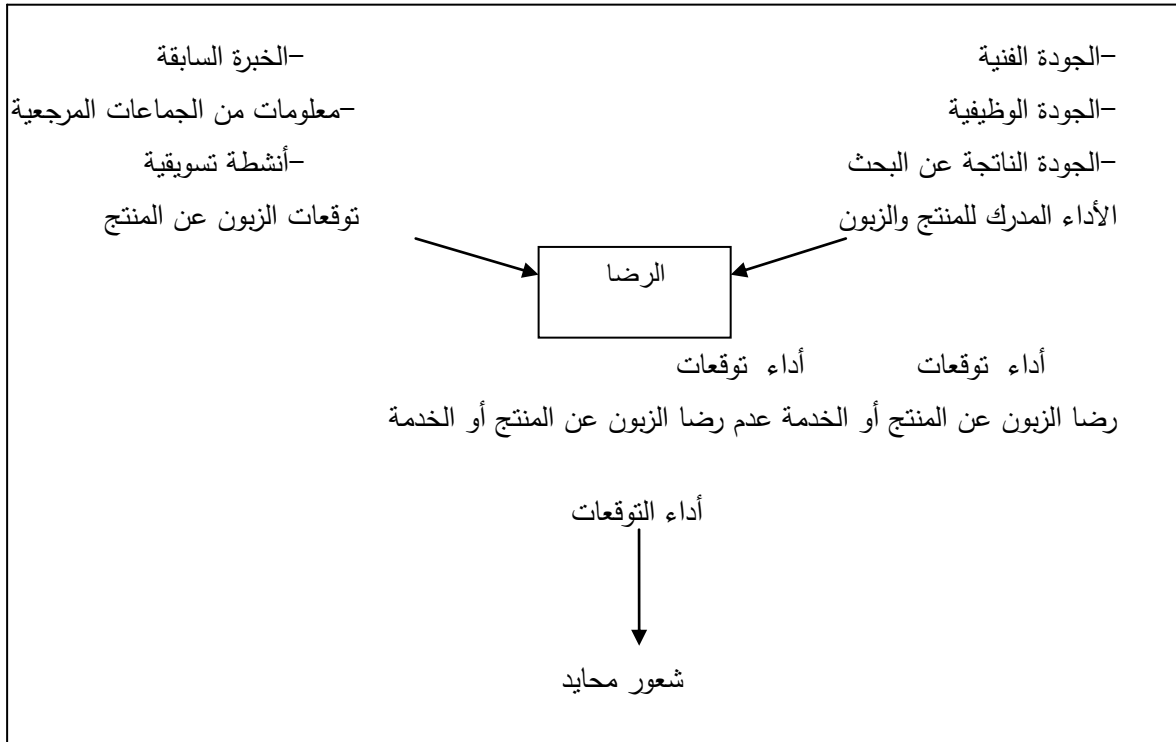 -الجودة الفنية
-الخبرة السابقة
-الجودة الوظيفية
-معلومات من الجماعات المرجعية
-الجودة الناتجة عن البحث
-أنشطة تسويقية
الأداء المدرك للمنتج والزبون
توقعات الزبون عن المنتج
الرضا
أداء توقعات
أداء توقعات
رضا الزبون عن المنتج أو الخدمة عدم رضا الزبون عن المنتج أو الخدمة
أداء التوقعات
شعور محايد